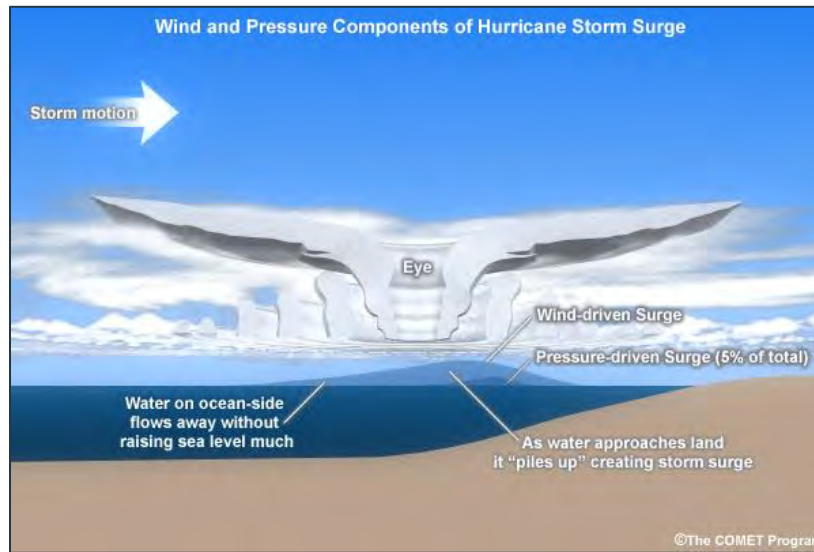 Wind and Pressure Components of Hurricane Storm Surge
Storm motion
Eye
Wind-driven Surge
Pressure-driven Surge (5% of total)
Water on ocean-side
flows away without
raising sea level much
As water approaches land
it “piles up” creating storm surge
©The COMET Program